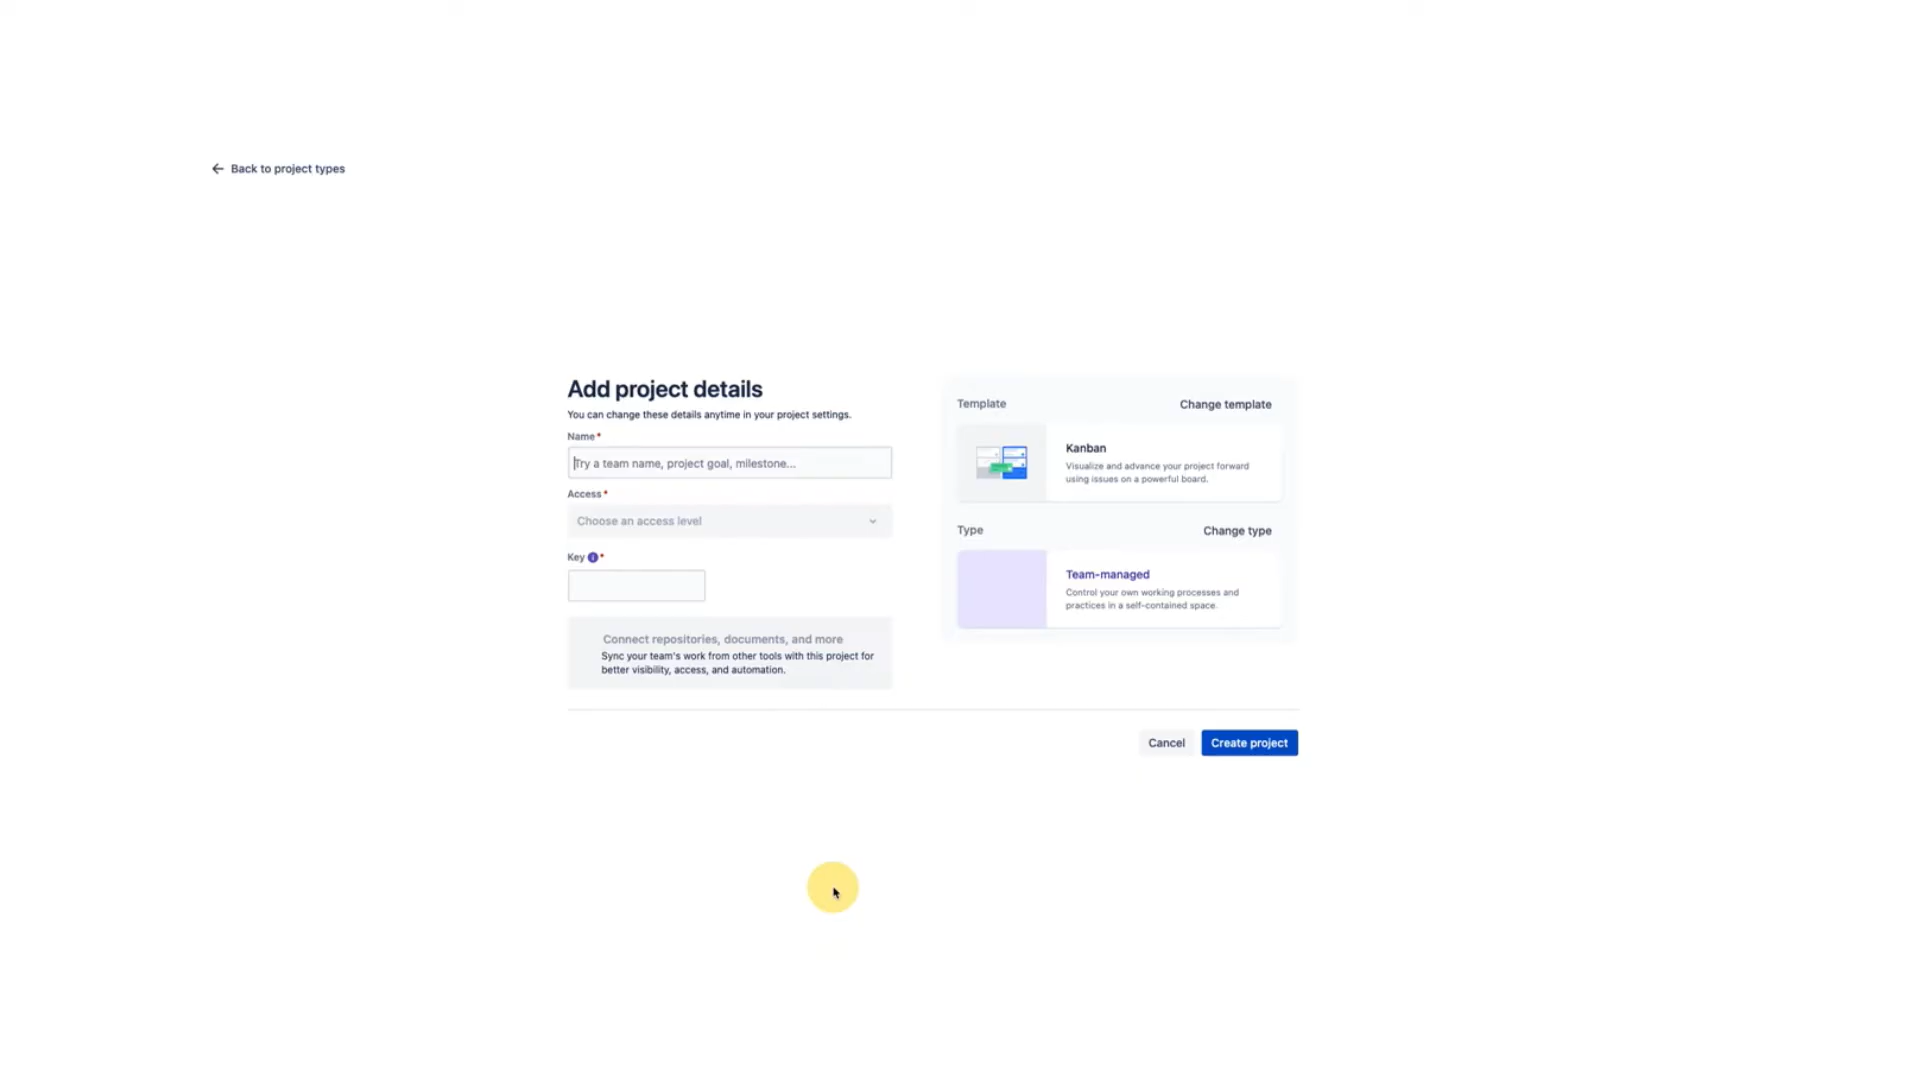 Back to project types
Add project details
You can change these details anytime in your project settings.
Name*
Try a team name, project goal, milestone...
Access*
Choose an access level
Key*
Connect repositories, documents, and more
Sync your team's work from other tools with this project for
better visibility, access, and automation.
Template
Change template
Kanban
Visualize and advance your project forward
using issues on a powerful board.
Type
Change type
Team-managed
Control your own working processes and
practices in a self-contained space.
Cancel
Create project